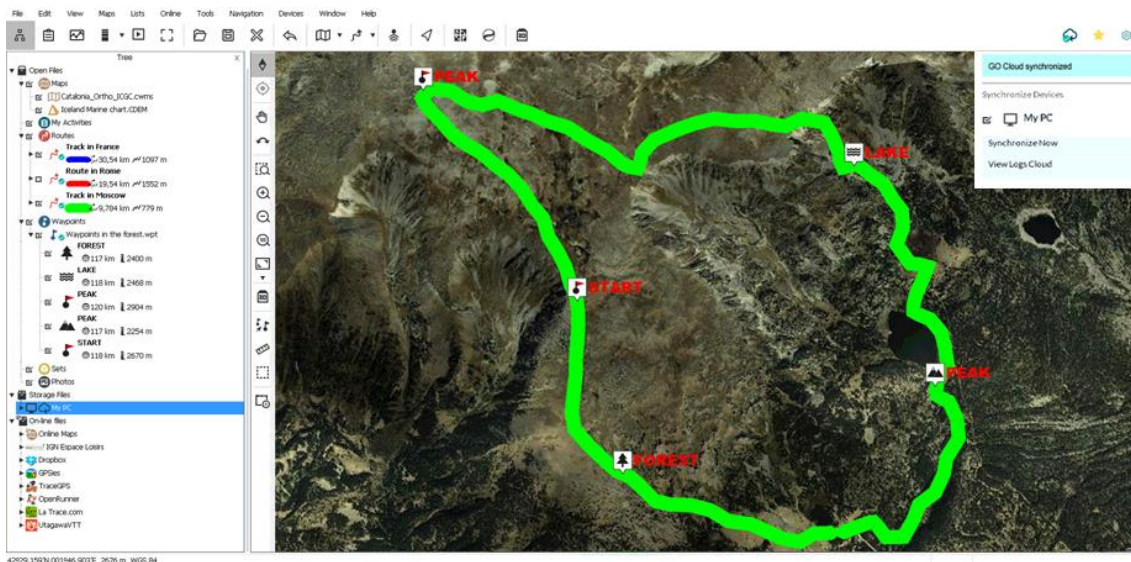 File Edit View Maps Lists Online Tools Navigation Devices Window Help
Tree X
Open Files
Maps
Catalonia_Ortho_ICGC.cwms
Iceland Marine chart.CDEM
My Activities
Routes
Track in France
30,54 km 1097 m
Route in Rome
19,54 km 1552 m
Track in Moscow
9,784 km 779 m
Waypoints
Waypoints in the forest.wpt
FOREST
117 km 2400 m
LAKE
118 km 2468 m
PEAK
120 km 2904 m
PEAK
117 km 2254 m
START
118 km 2670 m
Sets
Photos
Storage Files
My PC
On-line files
Online Maps
IGN Espace Loisirs
Dropbox
GPSies
TraceGPS
OpenRunner
La Trace.com
UtagawaVTT
PEAK
LAKE
START
PEAK
FOREST
GO Cloud synchronized
Synchronize Devices
My PC
Synchronize Now
View Logs Cloud
2676 m, WGS 84